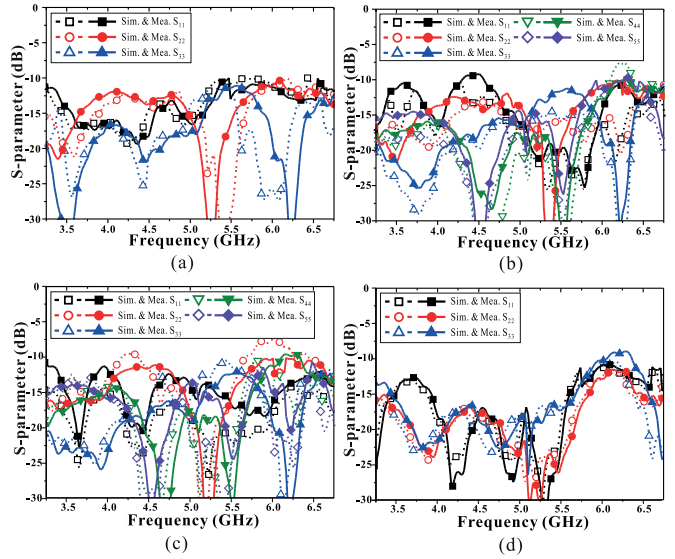 S-parameter (dB)
0
-5
-10
-15
-20
-25
-30
Sim. & Mea. S11
Sim. & Mea. S22
Sim. & Mea. S33
3.5 4.0 4.5 5.0 5.5 6.0 6.5
Frequency (GHz)
(a)
S-parameter (dB)
0
-5
-10
-15
-20
-25
-30
Sim. & Mea. S11 Sim. & Mea. S44
Sim. & Mea. S22 Sim. & Mea. S55
Sim. & Mea. S33
3.5 4.0 4.5 5.0 5.5 6.0 6.55
Frequency (GHz)
(b)
S-parameter (dB)
0
-5
-10
-15
-20
-25
-30
Sim. & Mea. S11 Sim. & Mea. S44
Sim. & Mea. S22 Sim. & Mea. S55
Sim. & Mea. S33
3.5 4.0 4.5 5.0 5.5 6.0 6.5
Frequency (GHz)
(c)
S-parameter (dB)
0
-5
-10
-15
-20
-25
-30
Sim. & Mea. S11
Sim. & Mea. S22
Sim. & Mea. S33
3.5 4.0 4.5 5.0 5.5 6.0 6.5
Frequency (GHz)
(d)